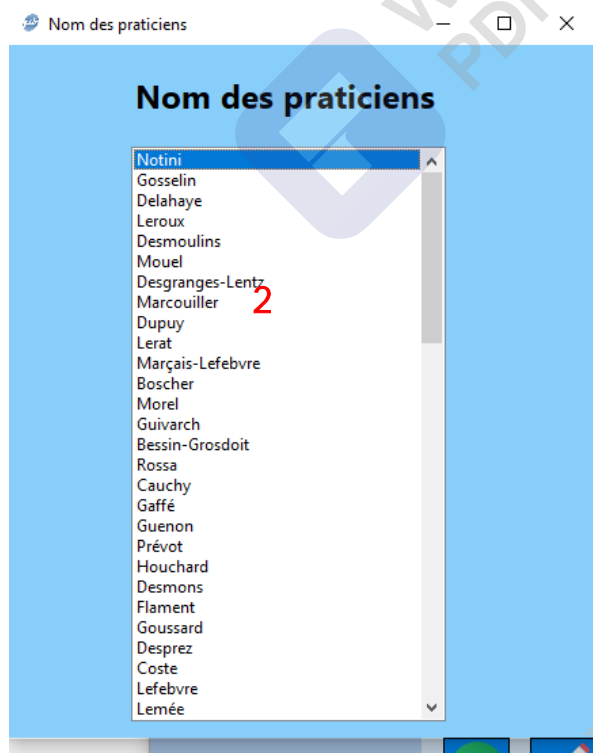 Nom des praticiens
Nom des praticiens
Notini
Gosselin
Delahaye
Leroux
Desmoulins
Mouel
Desgranges-Lentz
Marcouiller
2
Dupuy
Lerat
Marçais-Lefebvre
Boscher
Morel
Guivarch
Bessin-Grosdoit
Rossa
Cauchy
Gaffé
Guenon
Prévot
Houchard
Desmons
Flament
Goussard
Desprez
Coste
Lefebvre
Lemée